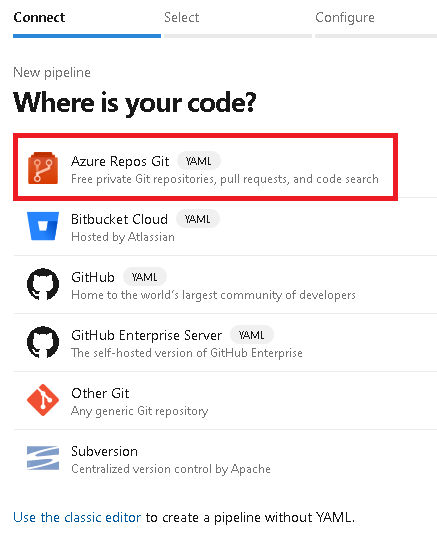 Connect Select Configure
New pipeline
Where is your code?
Azure Repos Git YAML
Free private Git repositories, pull requests, and code search
Bitbucket Cloud YAML
Hosted by Atlassian
GitHub YAML
Home to the world's largest community of developers
GitHub Enterprise Server YAML
The self-hosted version of GitHub Enterprise
Other Git
Any generic Git repository
Subversion
Centralized version control by Apache
Use the classic editor to create a pipeline without YAML.